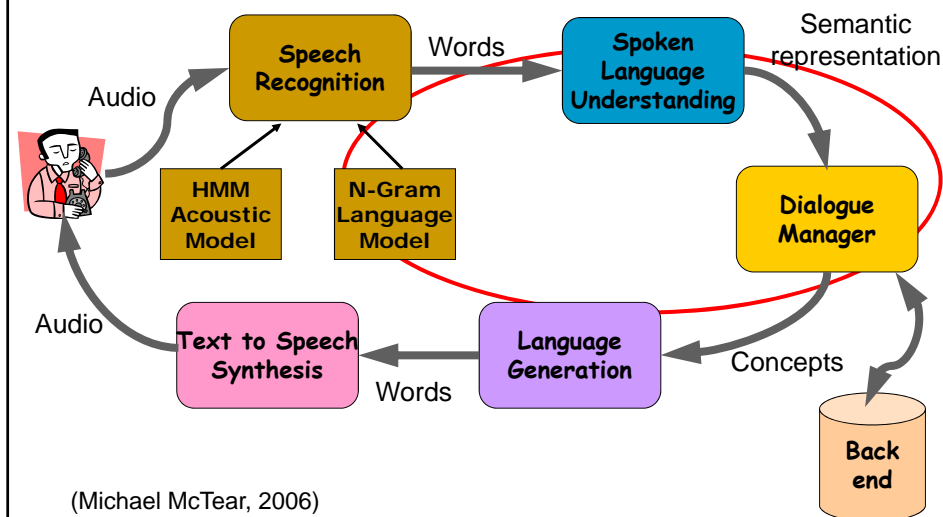 Audio
Speech
Recognition
Words
Spoken
Language
Understanding
Semantic
representation
HMM
Acoustic
Model
N-Gram
Language
Model
Dialogue
Manager
Audio
Text to Speech
Synthesis
Words
Language
Generation
Concepts
Back
end
(Michael McTear, 2006)